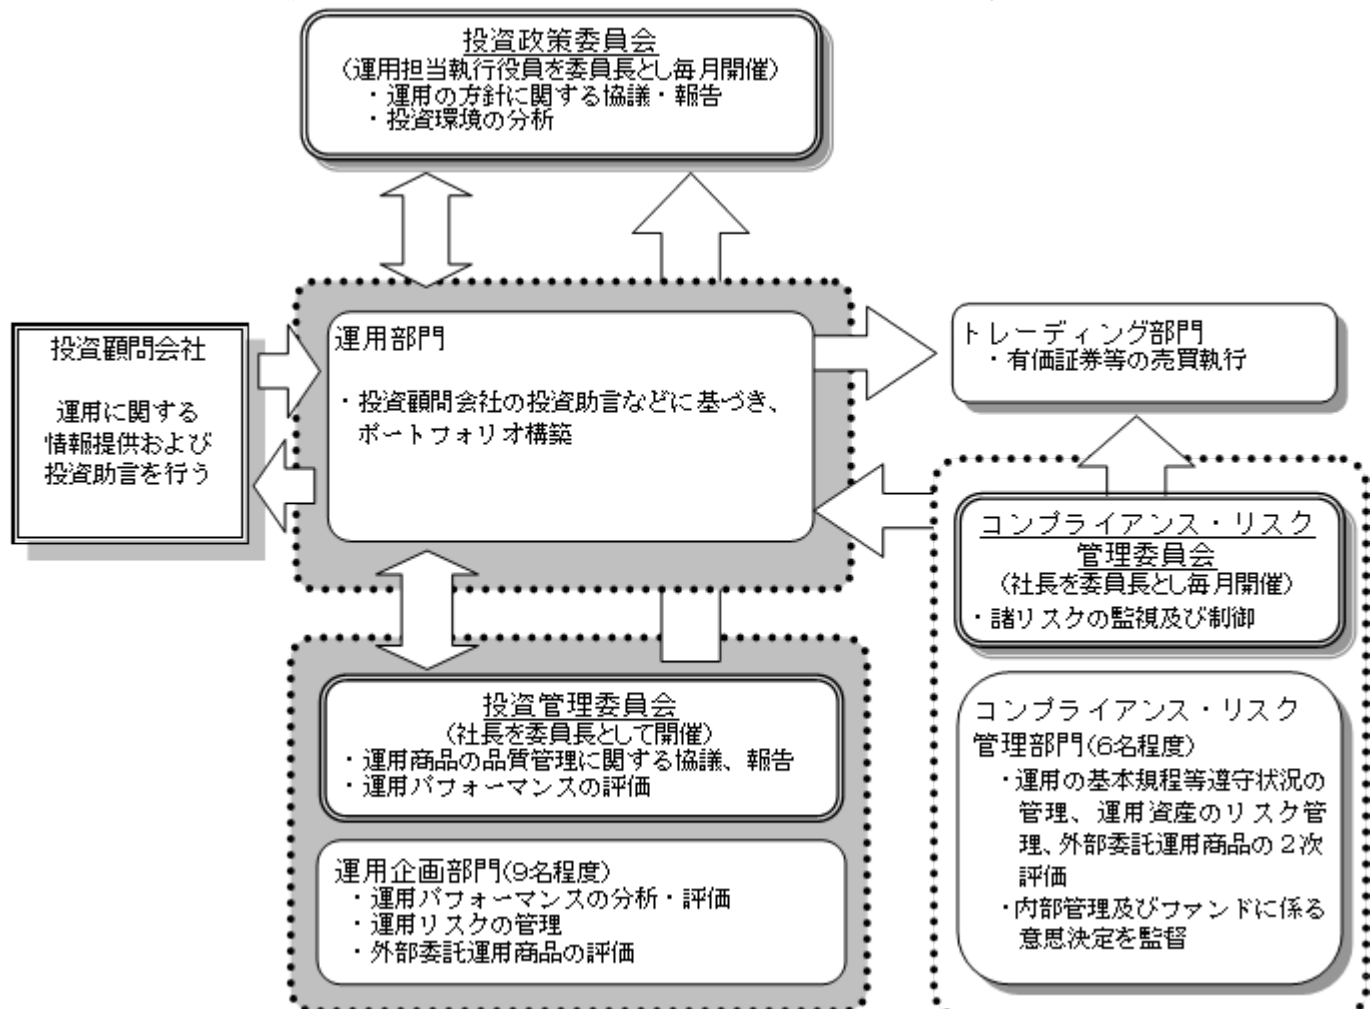 投資政策委員会
(運用担当執行役員を委員長とし毎月開催)
・運用の方針に関する協議・報告
・投資環境の分析
投資顧問会社
運用に関する
情報提供および
投資助言を行う
運用部門
・投資顧問会社の投資助言などに基づき、
ポートフォリオ構築
トレーディング部門
・有価証券等の売買執行
コンプライアンス・リスク
管理委員会
(社長を委員長とし毎月開催)
・諸リスクの監視及び制御
投資管理委員会
(社長を委員長として開催)
・運用商品の品質管理に関する協議、報告
・運用パフォーマンスの評価
運用企画部門(9名程度)
・運用パフォーマンスの分析・評価
・運用リスクの管理
・外部委託運用商品の評価
コンプライアンス・リスク
管理部門(6名程度)
・運用の基本規程等遵守状況の
管理、運用資産のリスク管
理、外部委託運用商品の2次
評価
・内部管理及びファンドに係る
意思決定を監督